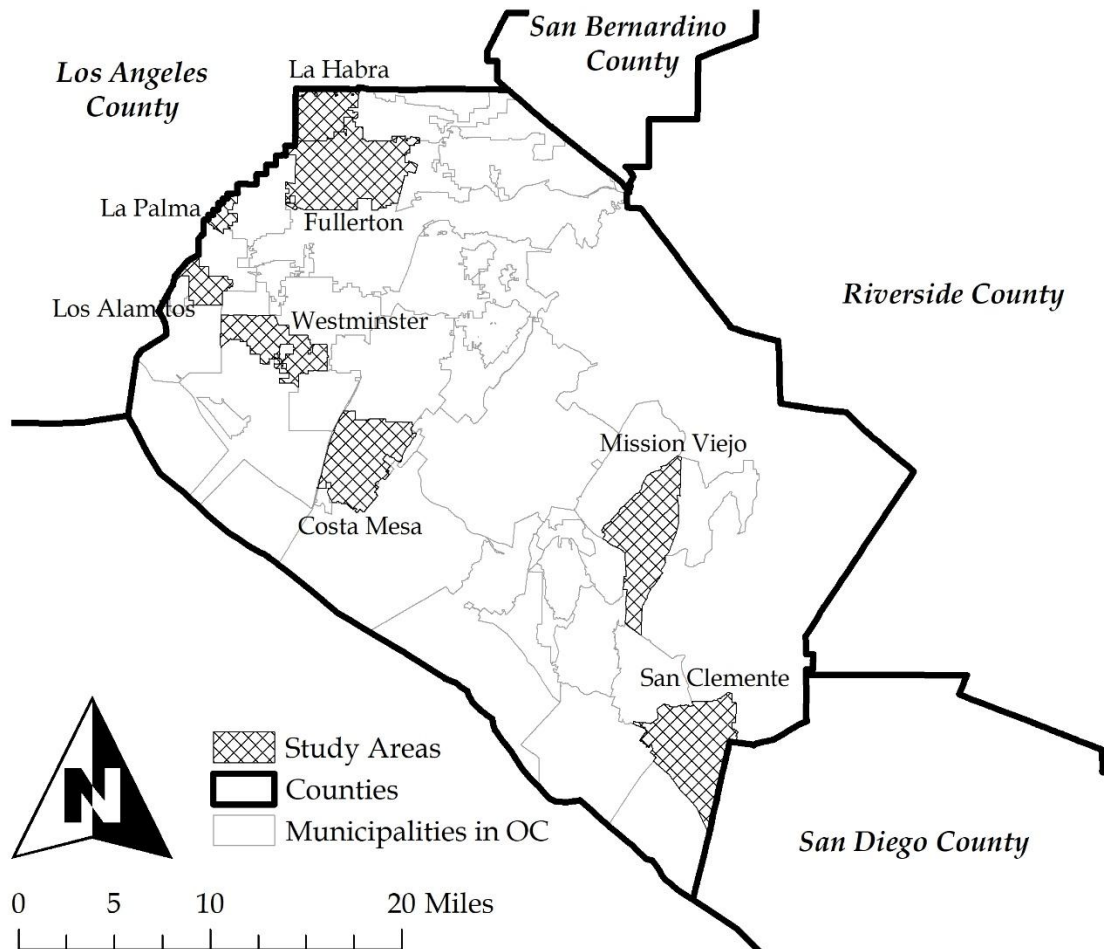 San Bernardino
County
Los Angeles
County
La Habra
La Palma
Fullerton
Riverside County
Los Alamitos
Westminster
Mission Viejo
Costa Mesa
San Clemente
N
Study Areas
Counties
Municipalities in OC
San Diego County
0 5 10 20 Miles